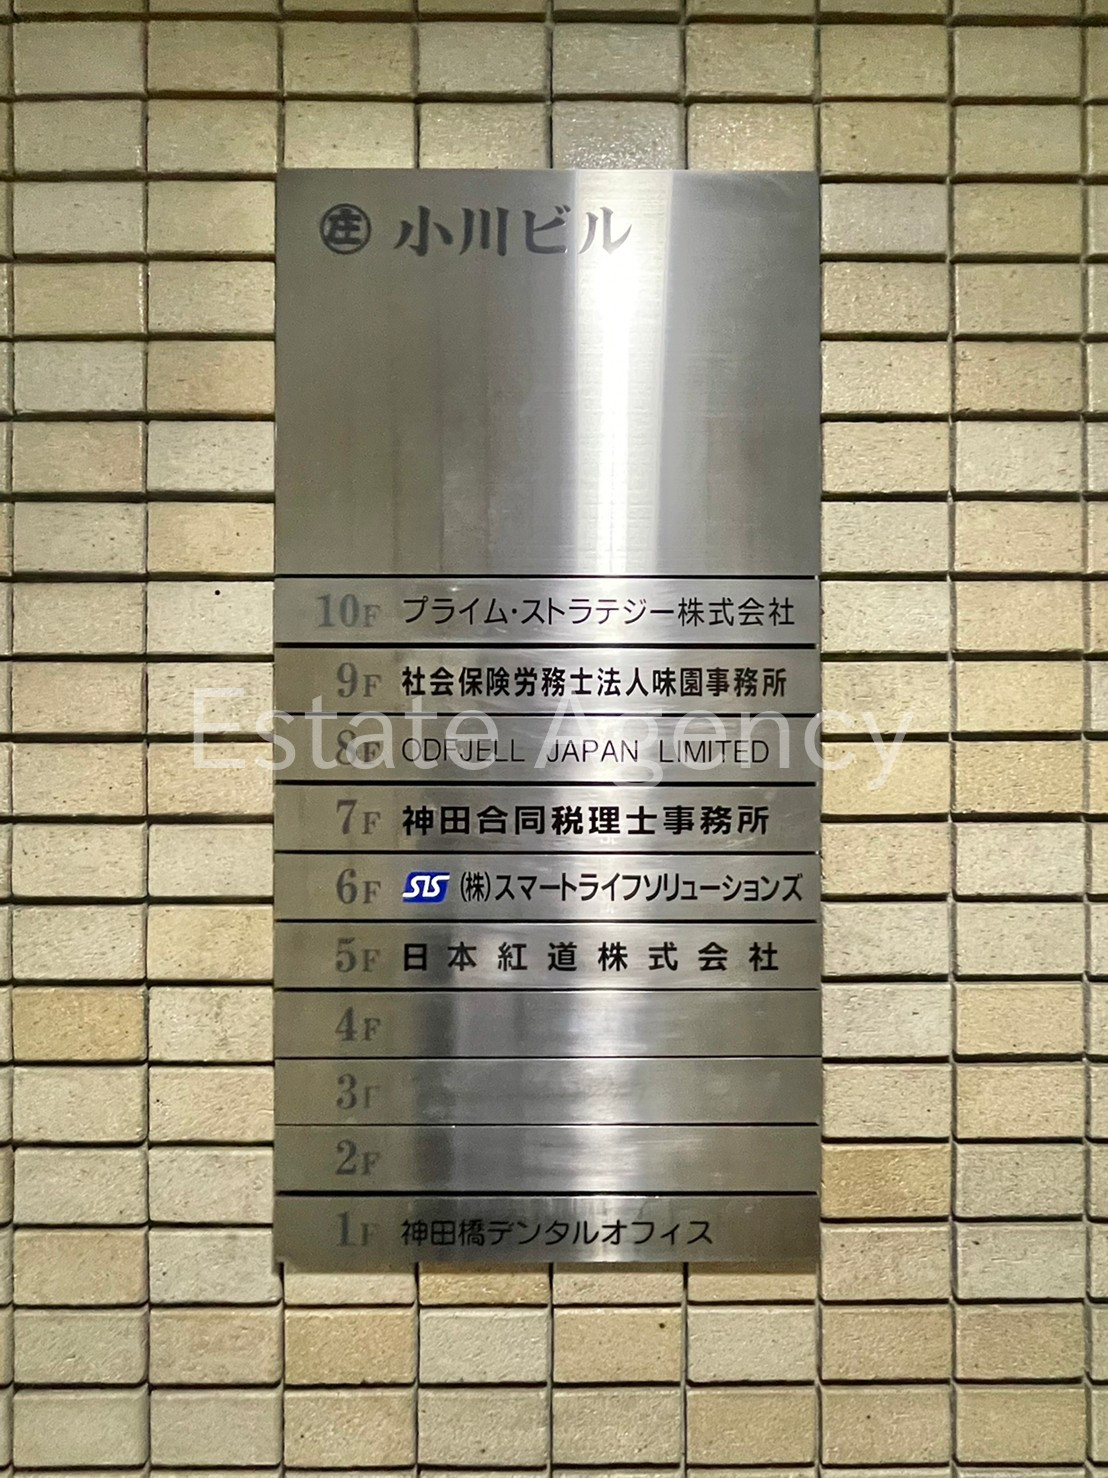 庄 小川ビル
10F プライム・ストラテジー株式会社
9F 社会保険労務士法人味園事務所
8F ODFJELL JAPAN LIMITED
7F 神田合同税理士事務所
6F SLS (株)スマートライフソリューションズ
5F 日本紅道株式会社
4F
3F
2F
1F 神田橋デンタルオフィス
Estate Agency